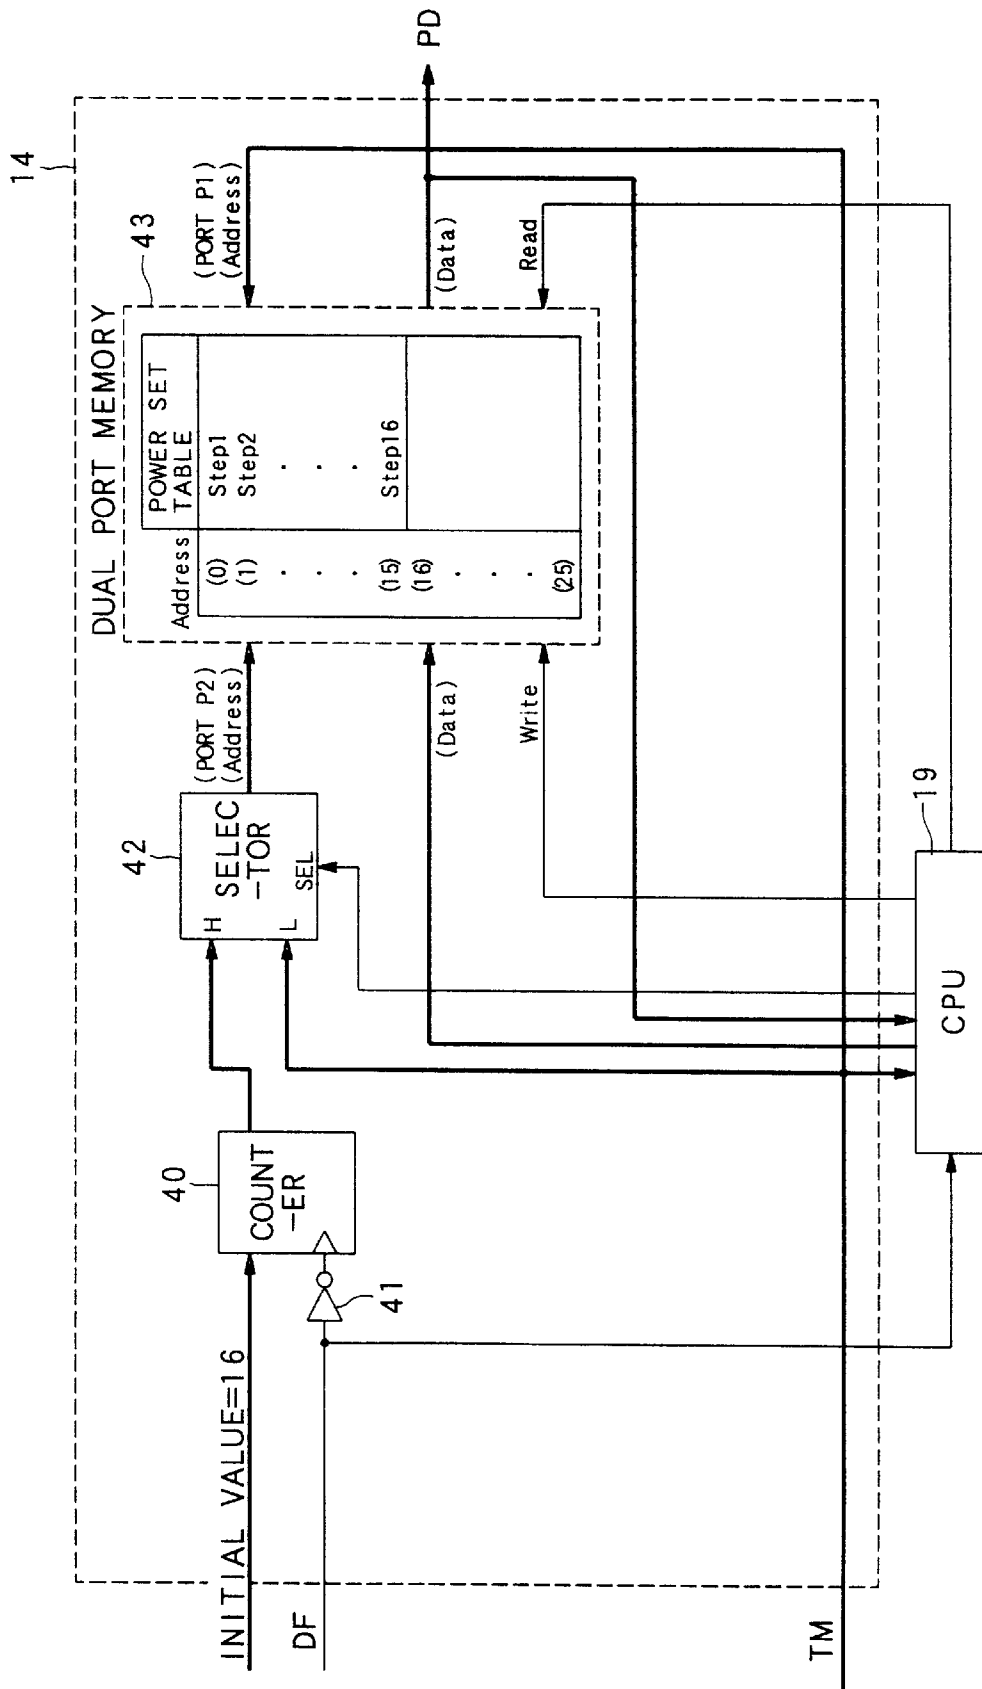 14
DUAL PORT MEMORY
43
42
40
41
INITIAL VALUE=16
DF
TM
COUNT
-ER
H
L
SELEC
-TOR
SEL
(PORT P2)
(Address)
(Data)
Write
Address
POWER SET
TABLE
(0)
Step1
(1)
Step2
.
.
.
.
.
.
.
(15)
Step16
(16)
.
.
.
(25)
(PORT P1)
(Address)
(Data)
Read
PD
19
CPU